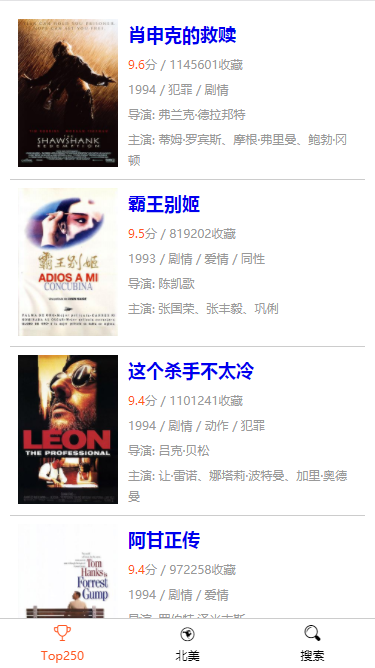 肖申克的救赎
9.6分 / 1145601收藏
1994 / 犯罪 / 剧情
导演: 弗兰克·德拉邦特
主演: 蒂姆·罗宾斯、摩根·弗里曼、鲍勃·冈
顿
THE
SHAWSHANK
REDEMPTION
霸王别姬
9.5分 / 819202收藏
1993 / 剧情 / 爱情 / 同性
导演: 陈凯歌
主演: 张国荣、张丰毅、巩俐
霸王别姬
ADIOS A MI
CONCUBINA
这个杀手不太冷
9.4分 / 1101241收藏
1994 / 剧情 / 动作 / 犯罪
导演: 吕克·贝松
主演: 让·雷诺、娜塔莉·波特曼、加里·奥德
曼
LEON
THE PROFESSIONAL
阿甘正传
9.4分 / 972258收藏
1994 / 剧情 / 爱情
Tom
Hanks is
Forrest
Gump
Top250
北美
搜索